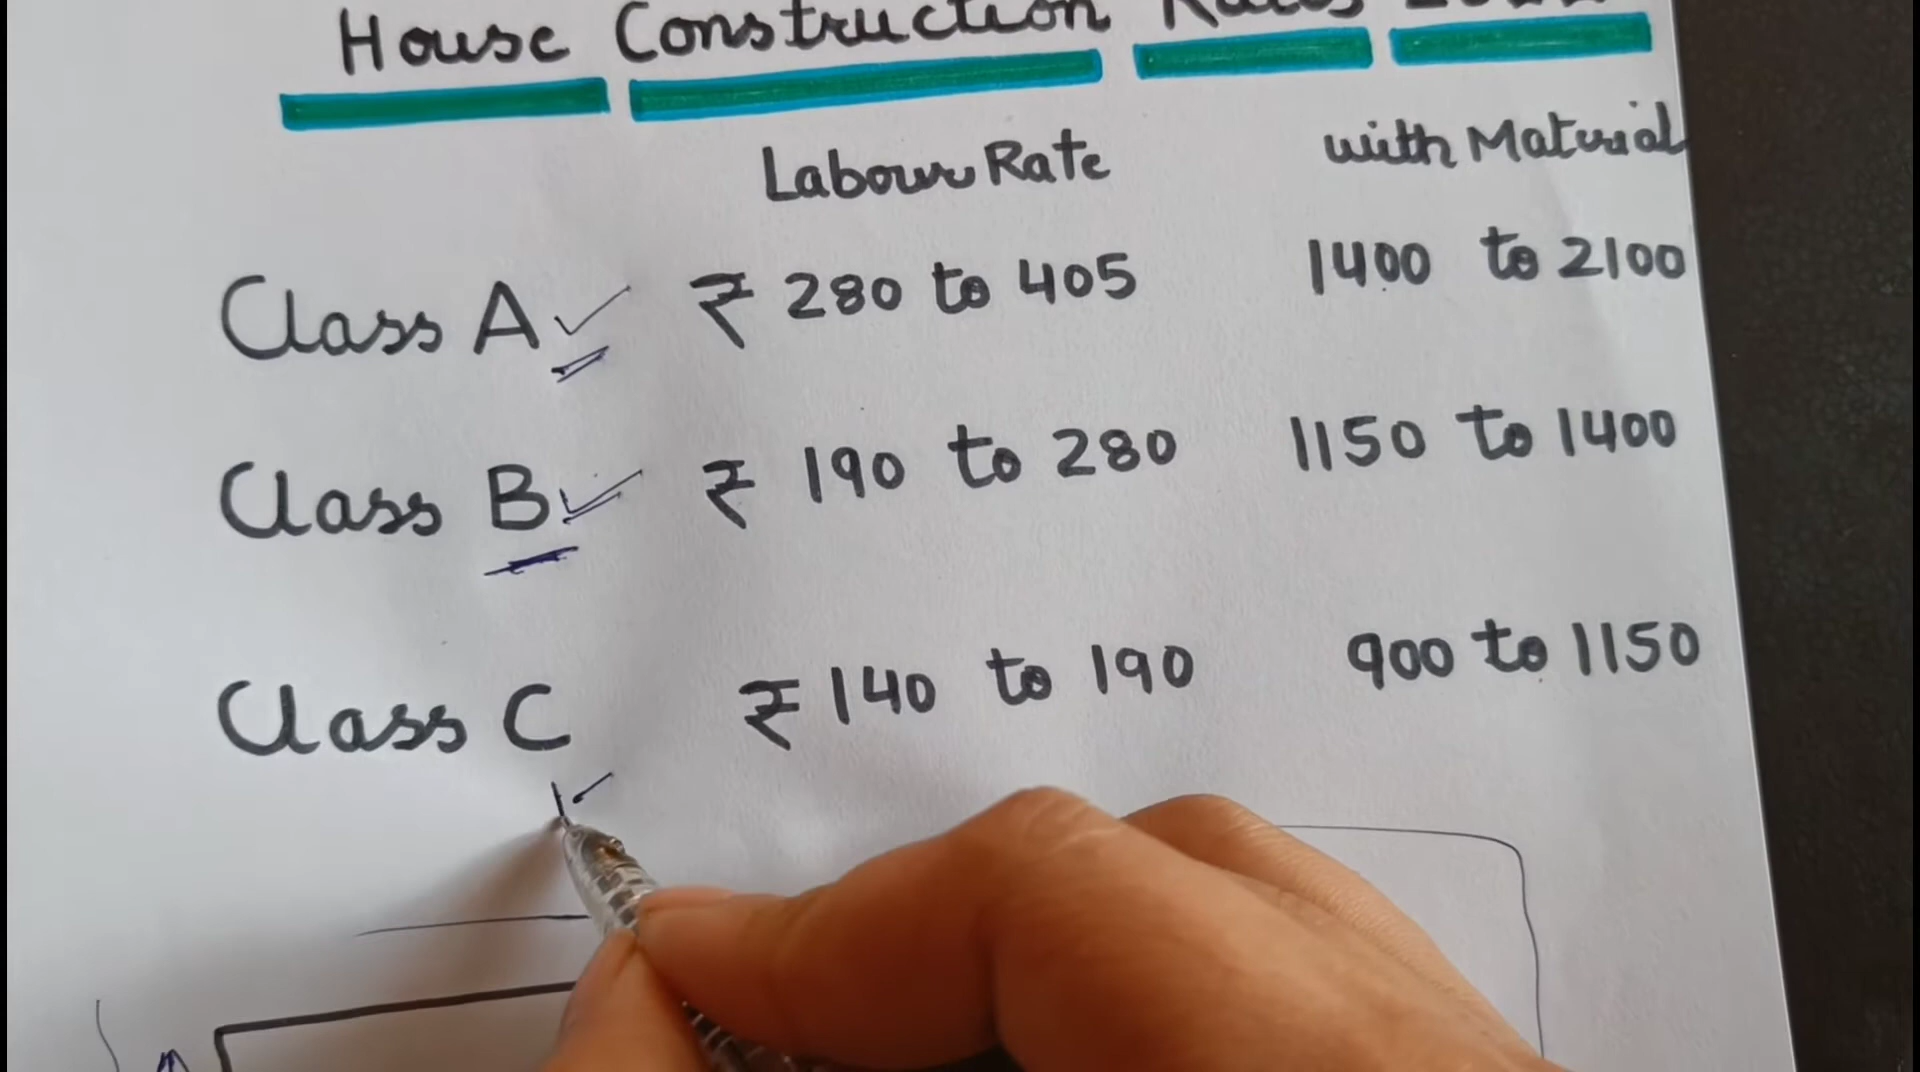 House Construction Rates
Labour Rate with Material
Class A ₹ 280 to 405 1400 to 2100
Class B ₹ 190 to 280 1150 to 1400
Class C ₹ 140 to 190 900 to 1150